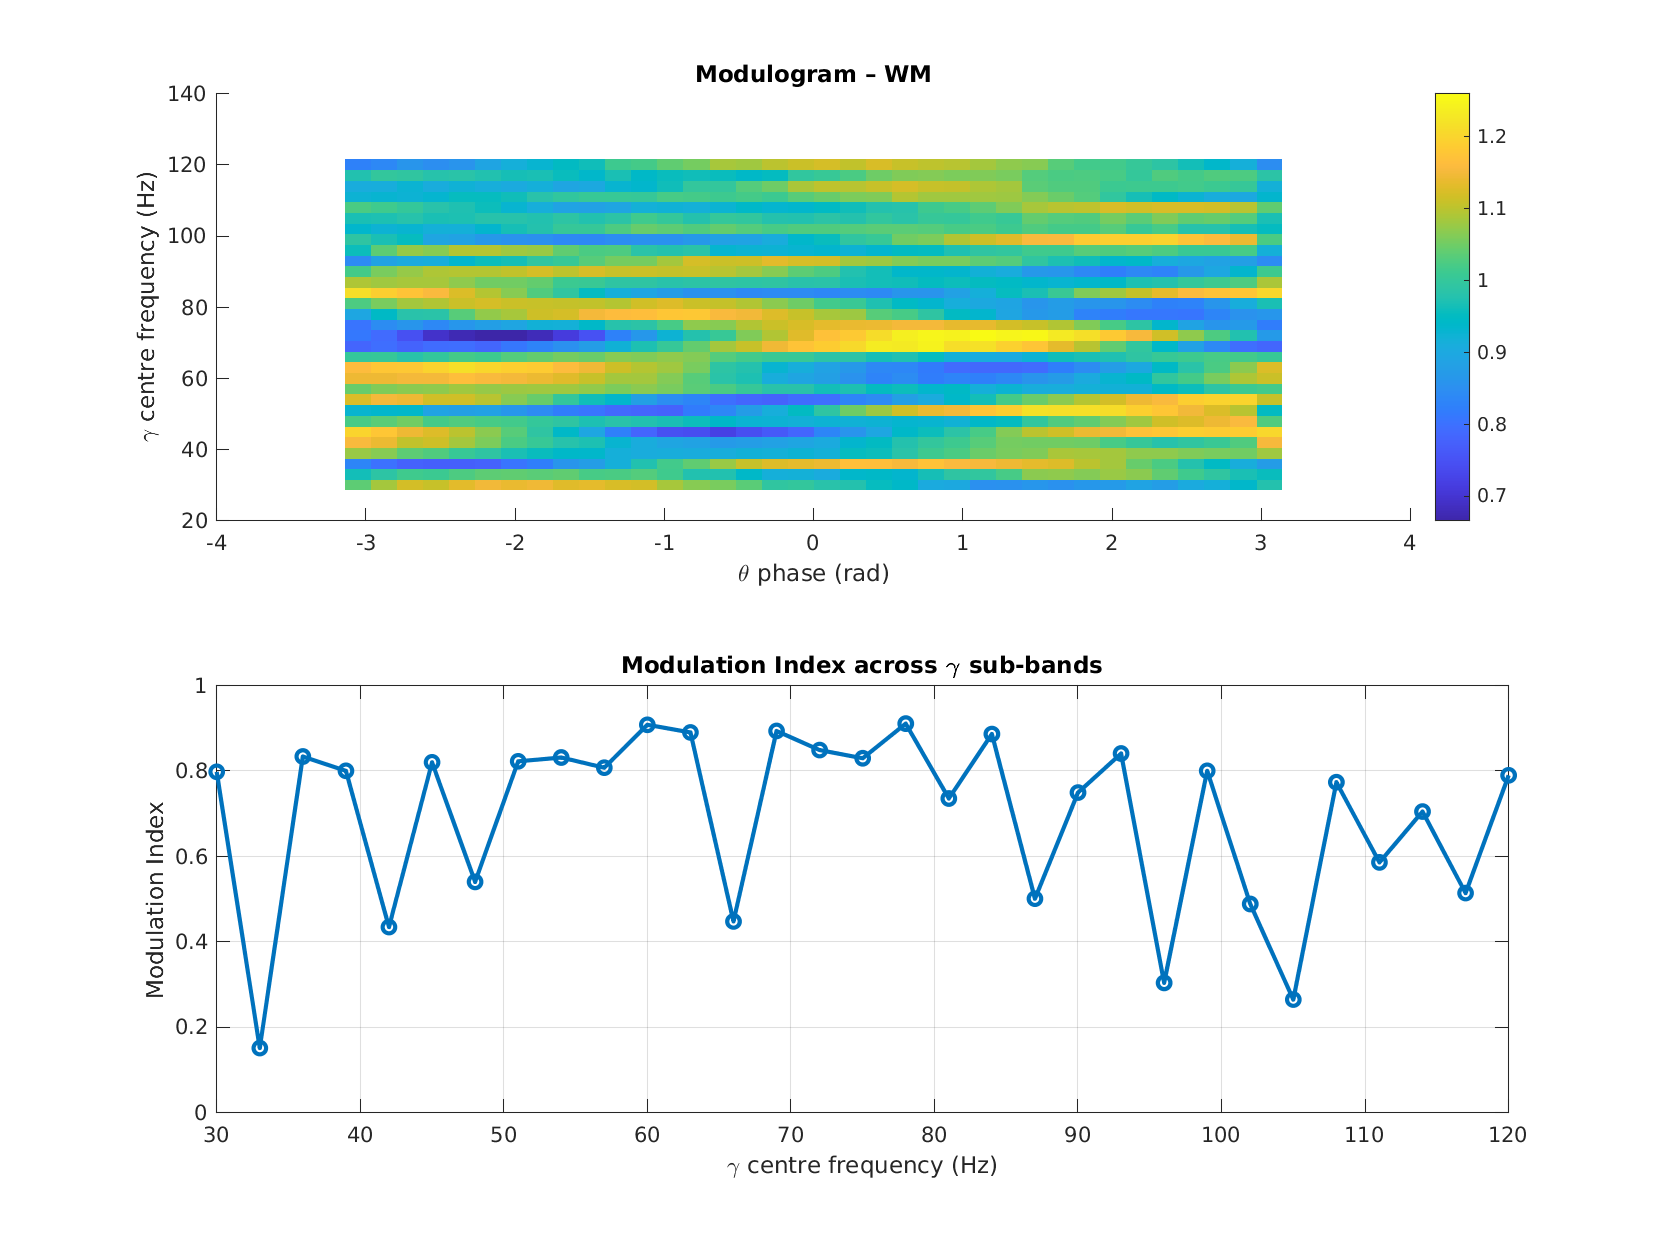 Modulogram – WM
140
120
100
80
60
40
20
γ centre frequency (Hz)
-4 -3 -2 -1 0 1 2 3 4
θ phase (rad)
1.2
1.1
1
0.9
0.8
0.7
Modulation Index across γ sub-bands
1
0.8
0.6
0.4
0.2
0
Modulation Index
30 40 50 60 70 80 90 100 110 120
γ centre frequency (Hz)